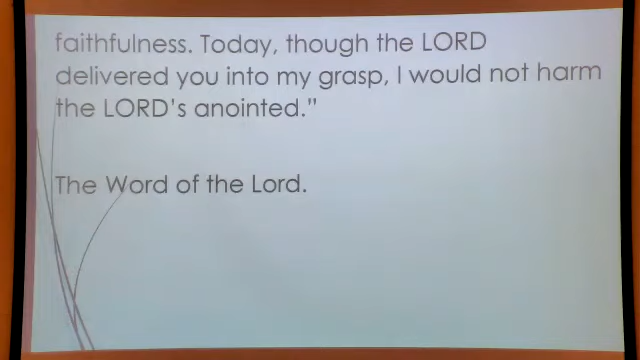 faithfulness. Today, though the LORD
delivered you into my grasp, I would not harm
the LORD's anointed.”

The Word of the Lord.